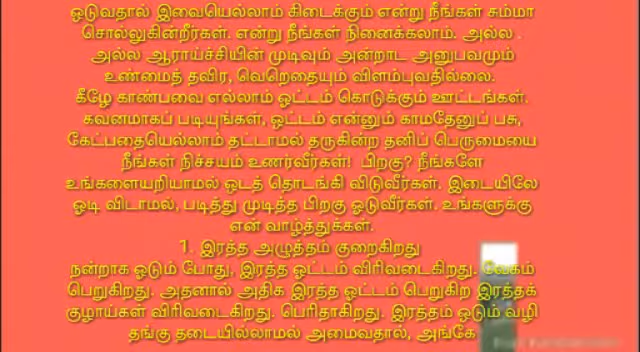 ஓடுவதால் இவையெல்லாம் கிடைக்கும் என்று நீங்கள் சும்மா
சொல்லுகின்றீர்கள். என்று நீங்கள் நினைக்கலாம். அல்ல .
அல்ல ஆராய்ச்சியின் முடிவும் அன்றாட அனுபவமும்
உண்மைத் தவிர, வெறெதையும் விளம்புவதில்லை.
கீழே காண்பவை எல்லாம் ஓட்டம் கொடுக்கும் ஊட்டங்கள்.
கவனமாகப் படியுங்கள், ஒட்டம் என்னும் காமதேனுப் பசு,
கேட்பதையெல்லாம் தட்டாமல் தருகின்ற தனிப் பெருமையை
நீங்கள் நிச்சயம் உணர்வீர்கள்! பிறகு? நீங்களே
உங்களையறியாமல் ஒடத் தொடங்கி விடுவீர்கள். இடையிலே
ஓடி விடாமல், படித்து முடித்த பிறகு ஓடுவீர்கள். உங்களுக்கு
என் வாழ்த்துக்கள்.
1. இரத்த அழுத்தம் குறைகிறது
நன்றாக ஓடும் போது, இரத்த ஓட்டம் விரிவடைகிறது. வேகம்
பெறுகிறது. அதனால் அதிக இரத்த ஓட்டம் பெறுகிற இரத்தக்
குழாய்கள் விரிவடைகிறது. பெரிதாகிறது. இரத்தம் ஓடும் வழி
தங்கு தடையில்லாமல் அமைவதால், அங்கே